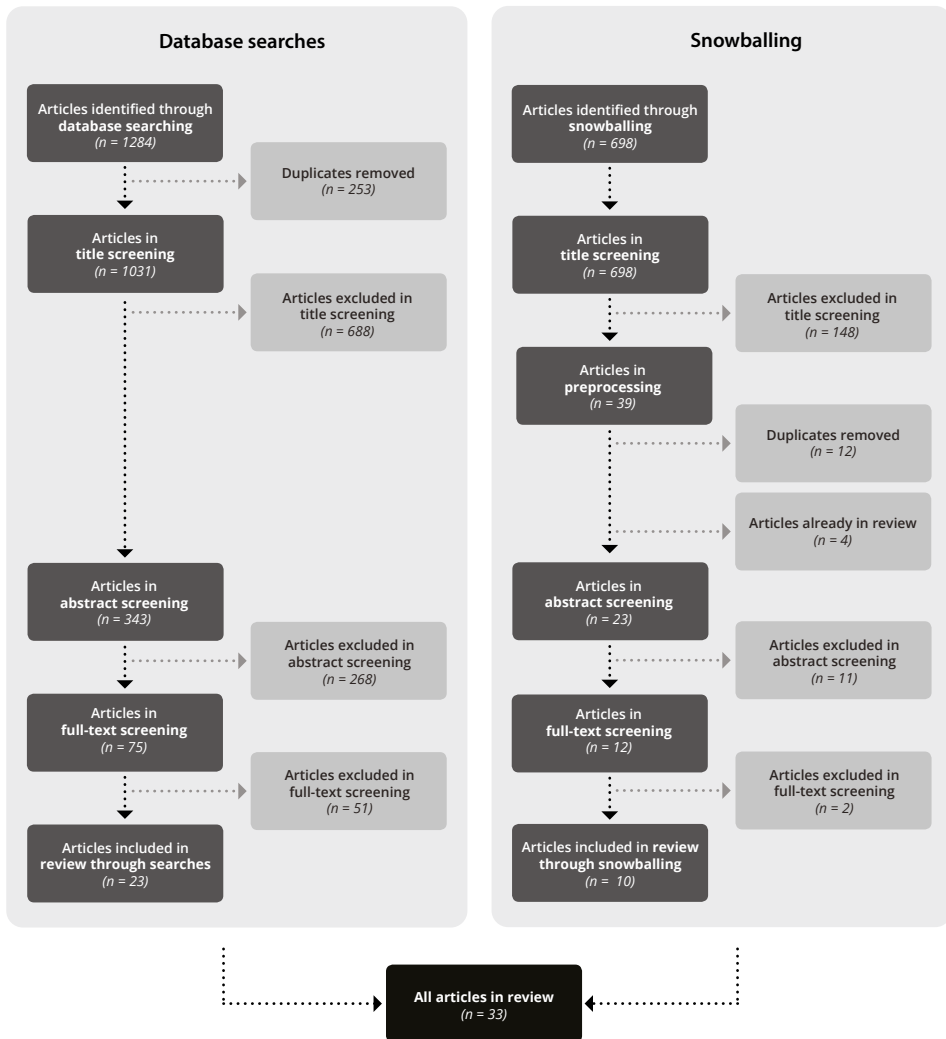 Database searches
Articles identified through
database searching
(n = 1284)
Duplicates removed
(n = 253)
Articles in
title screening
(n = 1031)
Articles excluded in
title screening
(n = 688)
Articles in
abstract screening
(n = 343)
Articles excluded in
abstract screening
(n = 268)
Articles in
full-text screening
(n = 75)
Articles excluded in
full-text screening
(n = 51)
Articles included in
review through searches
(n = 23)
Snowballing
Articles identified through
snowballing
(n = 698)
Articles in
title screening
(n = 698)
Articles excluded in
title screening
(n = 148)
Articles in
preprocessing
(n = 39)
Duplicates removed
(n = 12)
Articles already in review
(n = 4)
Articles in
abstract screening
(n = 23)
Articles excluded in
abstract screening
(n = 11)
Articles in
full-text screening
(n = 12)
Articles excluded in
full-text screening
(n = 2)
Articles included in review
through snowballing
(n =  10)
All articles in review
(n = 33)